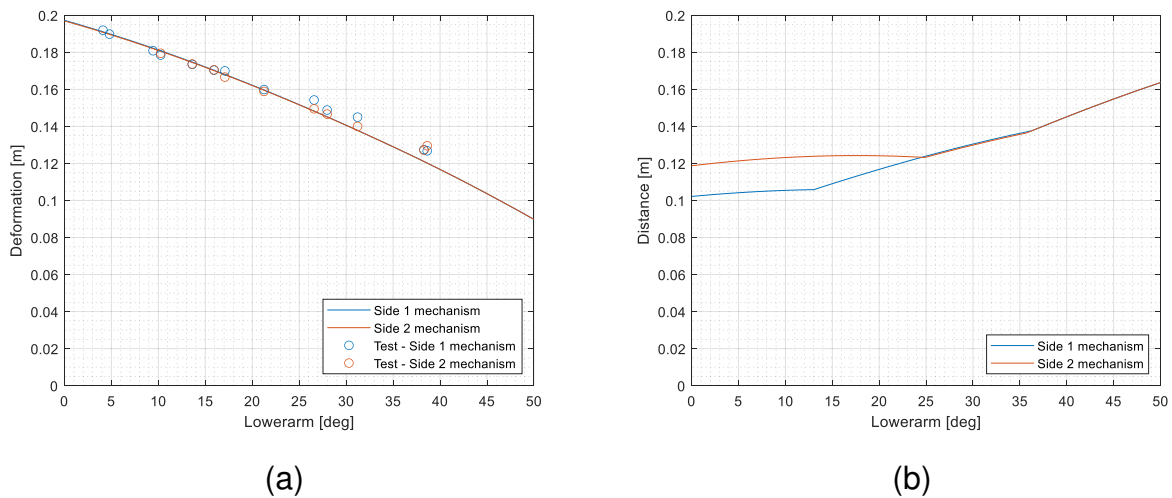 0.2
0.18
0.16
0.14
0.12
0.1
0.08
0.06
0.04
0.02
0
Deformation [m]
0 5 10 15 20 25 30 35 40 45 50
Lowerarm [deg]
Side 1 mechanism
Side 2 mechanism
Test - Side 1 mechanism
Test - Side 2 mechanism
(a)
0.2
0.18
0.16
0.14
0.12
0.1
0.08
0.06
0.04
0.02
0
Distance [m]
0 5 10 15 20 25 30 35 40 45 50
Lowerarm [deg]
Side 1 mechanism
Side 2 mechanism
(b)